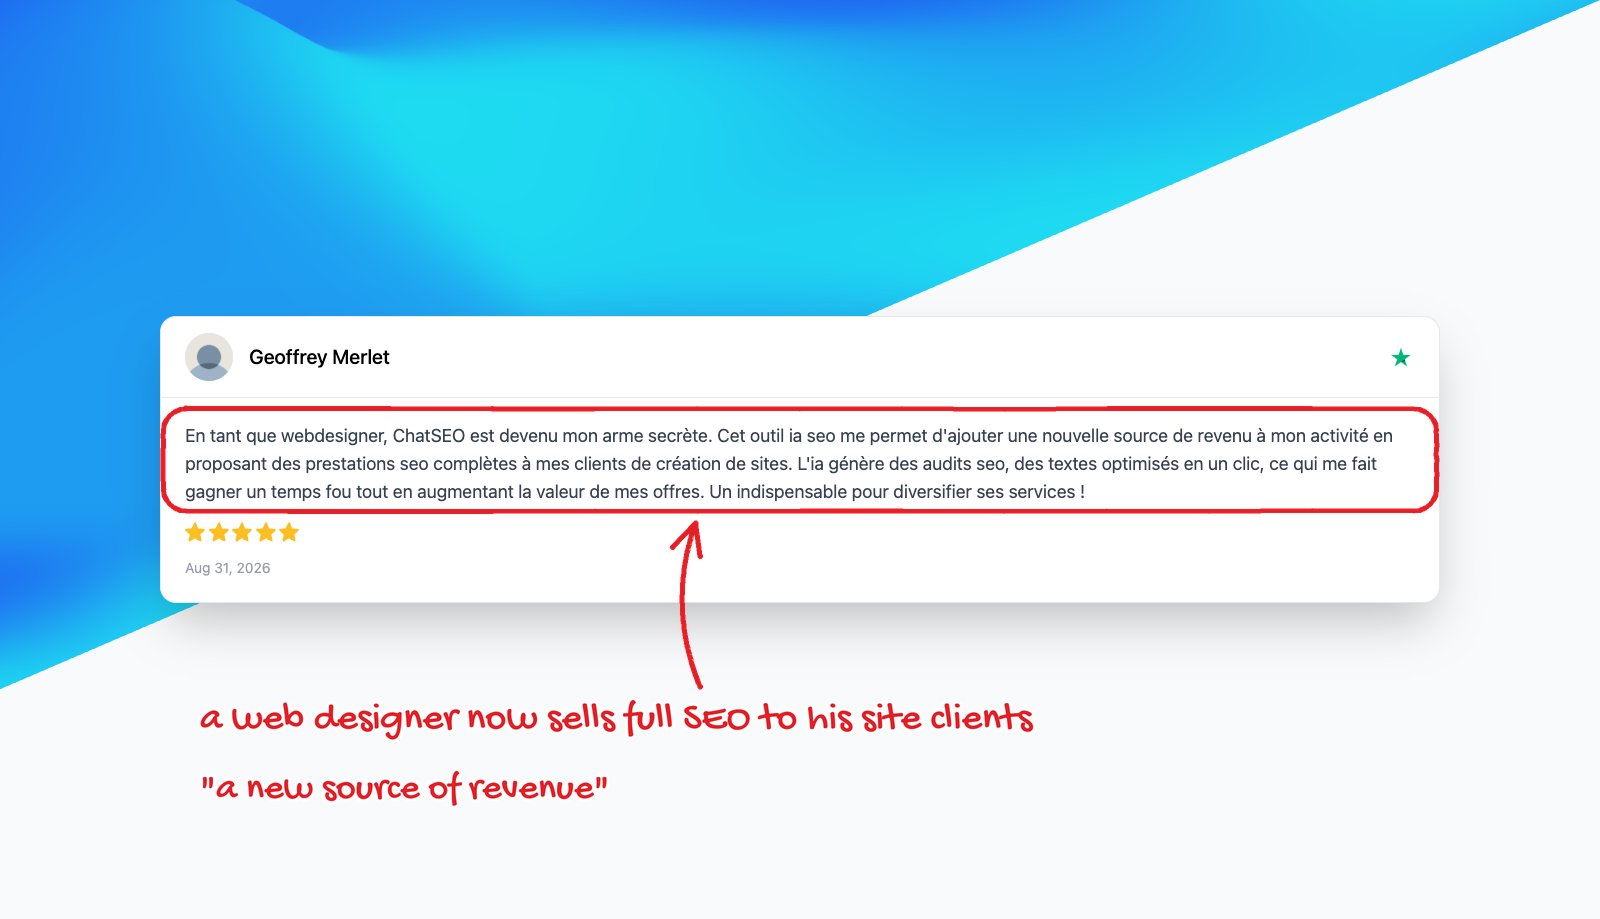 Geoffrey Merlet
En tant que webdesigner, ChatSEO est devenu mon arme secrète. Cet outil ia seo me permet d'ajouter une nouvelle source de revenu à mon activité en
proposant des prestations seo complètes à mes clients de création de sites. L'ia génère des audits seo, des textes optimisés en un clic, ce qui me fait
gagner un temps fou tout en augmentant la valeur de mes offres. Un indispensable pour diversifier ses services !
Aug 31, 2026
a web designer now sells full SEO to his site clients
"a new source of revenue"